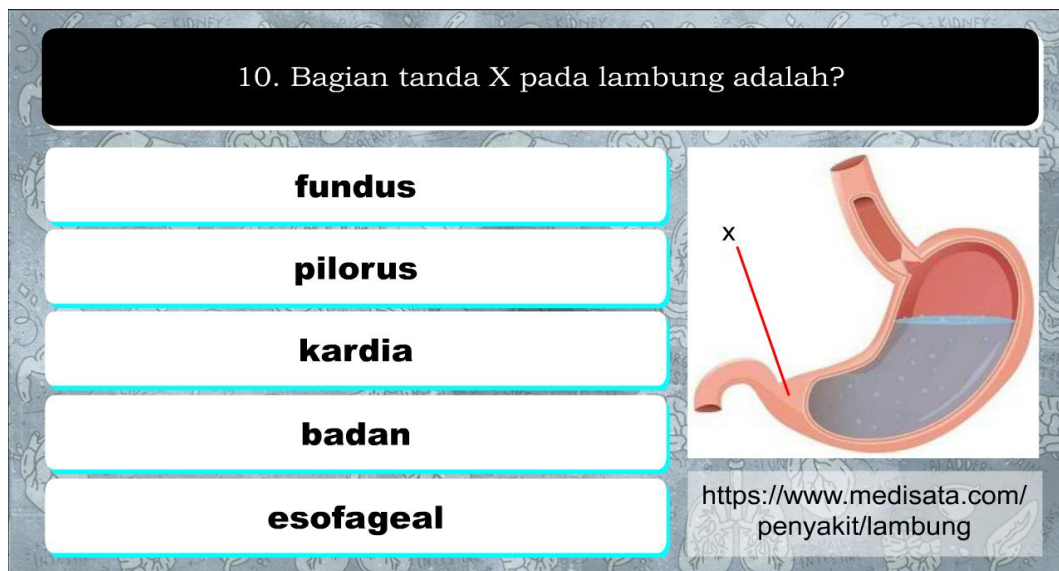 10. Bagian tanda X pada lambung adalah?
fundus
pilorus
kardia
badan
esofageal
x
https://www.medisata.com/
penyakit/lambung